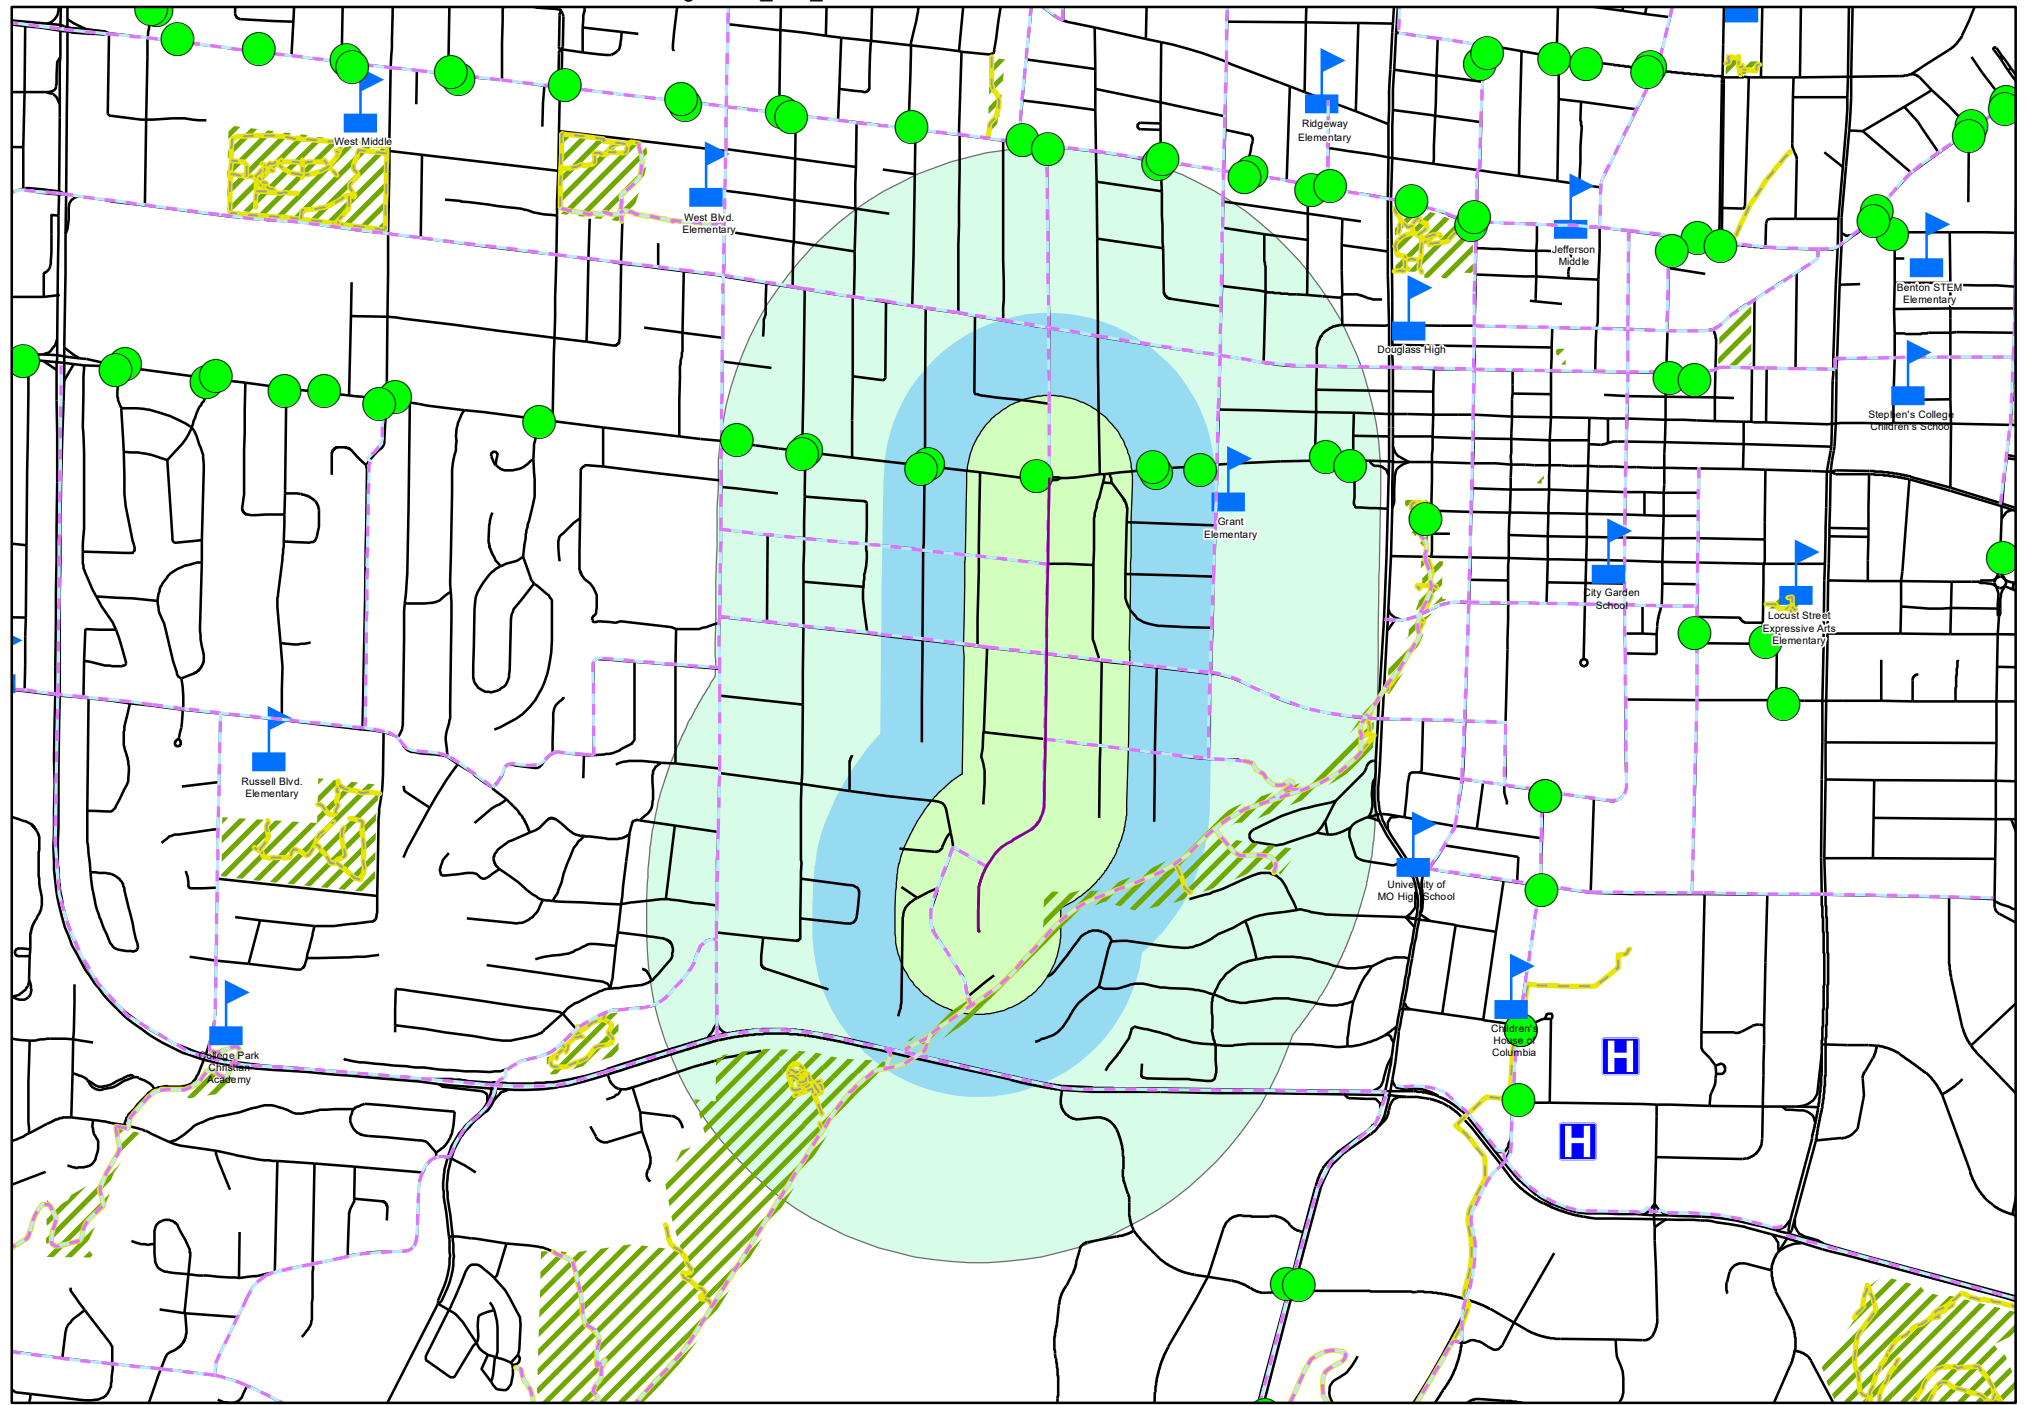 Ridgeway
Elementary
West Middle
West Blvd.
Elementary
Jefferson
Middle
Benton STEM
Elementary
Douglass High
Stephen's College
Children's School
Grant
Elementary
City Garden
School
Locust Street
Expressive Arts
Elementary
Russell Blvd.
Elementary
University of
MO High School
Children's
House of
Columbia
College Park
Christian
Academy
H
H